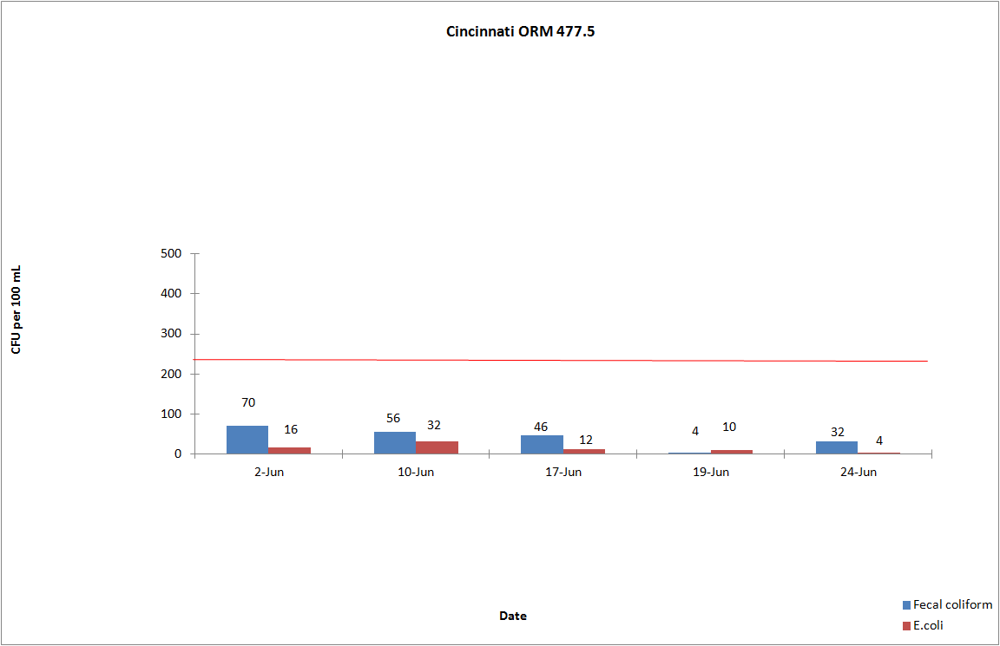 Cincinnati ORM 477.5
CFU per 100 mL
500
400
300
200
100
0
70
16
56
32
46
12
4
10
32
4
2-Jun
10-Jun
17-Jun
19-Jun
24-Jun
Date
Fecal coliform
E.coli